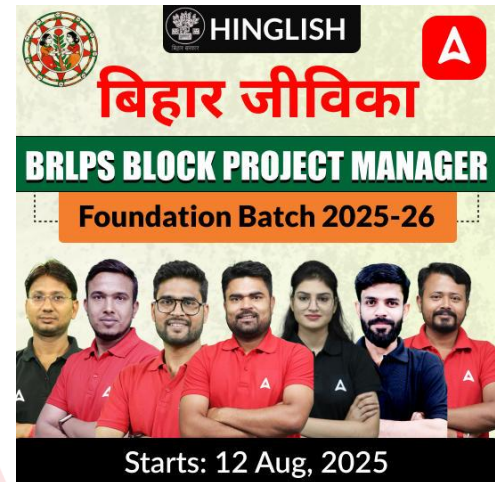 HINGLISH
बिहार जीविका
BRLPS BLOCK PROJECT MANAGER
Foundation Batch 2025-26
Starts: 12 Aug, 2025